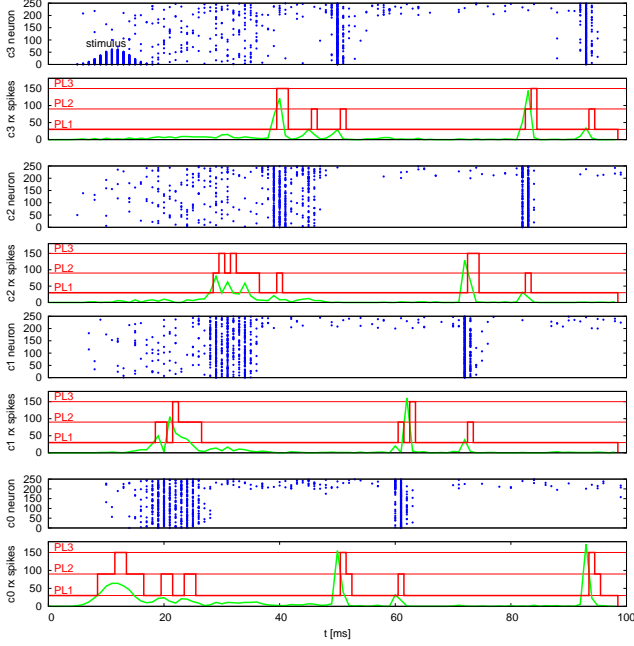 c3 neuron
250
200
150
100
50
0
stimulus
c3 rx spikes
150
100
50
0
PL3
PL2
PL1
c2 neuron
250
200
150
100
50
0
c2 rx spikes
150
100
50
0
PL3
PL2
PL1
c1 neuron
250
200
150
100
50
0
c1 rx spikes
150
100
50
0
PL3
PL2
PL1
c0 neuron
250
200
150
100
50
0
c0 rx spikes
150
100
50
0
PL3
PL2
PL1
0 20 40 60 80 100
t [ms]